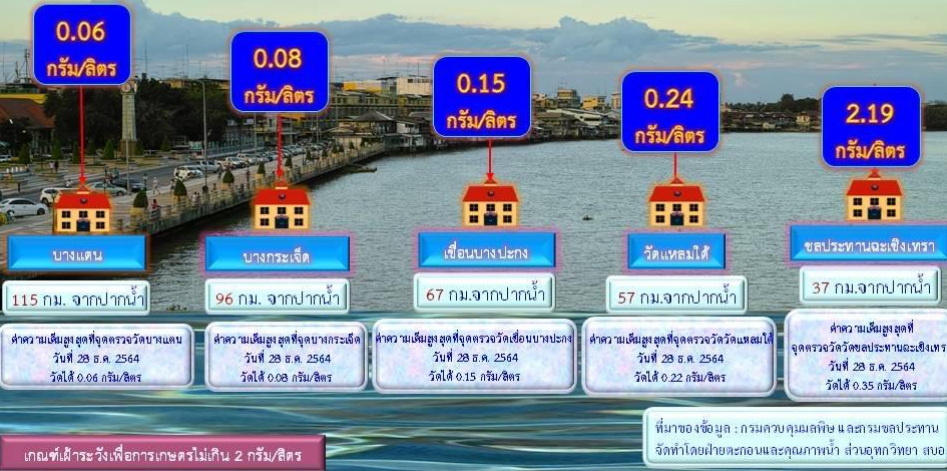 0.06
กรัม/ลิตร
0.08
กรัม/ลิตร
0.15
กรัม/ลิตร
0.24
กรัม/ลิตร
2.19
กรัม/ลิตร
บางแตน
บางกระเจ็ด
เขื่อนบางปะกง
วัดแหลมใต้
ชลประทานฉะเชิงเทรา
115 กม. จากปากน้ำ
96 กม. จากปากน้ำ
67 กม.จากปากน้ำ
57 กม.จากปากน้ำ
37 กม.จากปากน้ำ
ค่าความเค็มสูงสุดที่จุดตรวจวัดบางแตน
วันที่ 28 ธ.ค. 2564
วัดได้ 0.06 กรัม/ลิตร
ค่าความเค็มสูงสุดที่จุดบางกระเจ็ด
วันที่ 28 ธ.ค. 2564
วัดได้ 0.08 กรัม/ลิตร
ค่าความเค็มสูงสุดที่จุดตรวจวัดเขื่อนบางปะกง
วันที่ 28 ธ.ค. 2564
วัดได้ 0.15 กรัม/ลิตร
ค่าความเค็มสูงสุดที่จุดตรวจวัดวัดแหลมใต้
วันที่ 28 ธ.ค. 2564
วัดได้ 0.22 กรัม/ลิตร
ค่าความเค็มสูงสุดที่
จุดตรวจวัดวัดชลประทานฉะเชิงเทร
วันที่ 28 ธ.ค. 2564
วัดได้ 0.35 กรัม/ลิตร
เกณฑ์เฝ้าระวังเพื่อการเกษตรไม่เกิน 2 กรัม/ลิตร
ที่มาของข้อมูล : กรมควบคุมมลพิษ และกรมชลประทาน
จัดทำโดยฝ่ายตะกอนและคุณภาพน้ำ ส่วนอุทกวิทยา สบอ